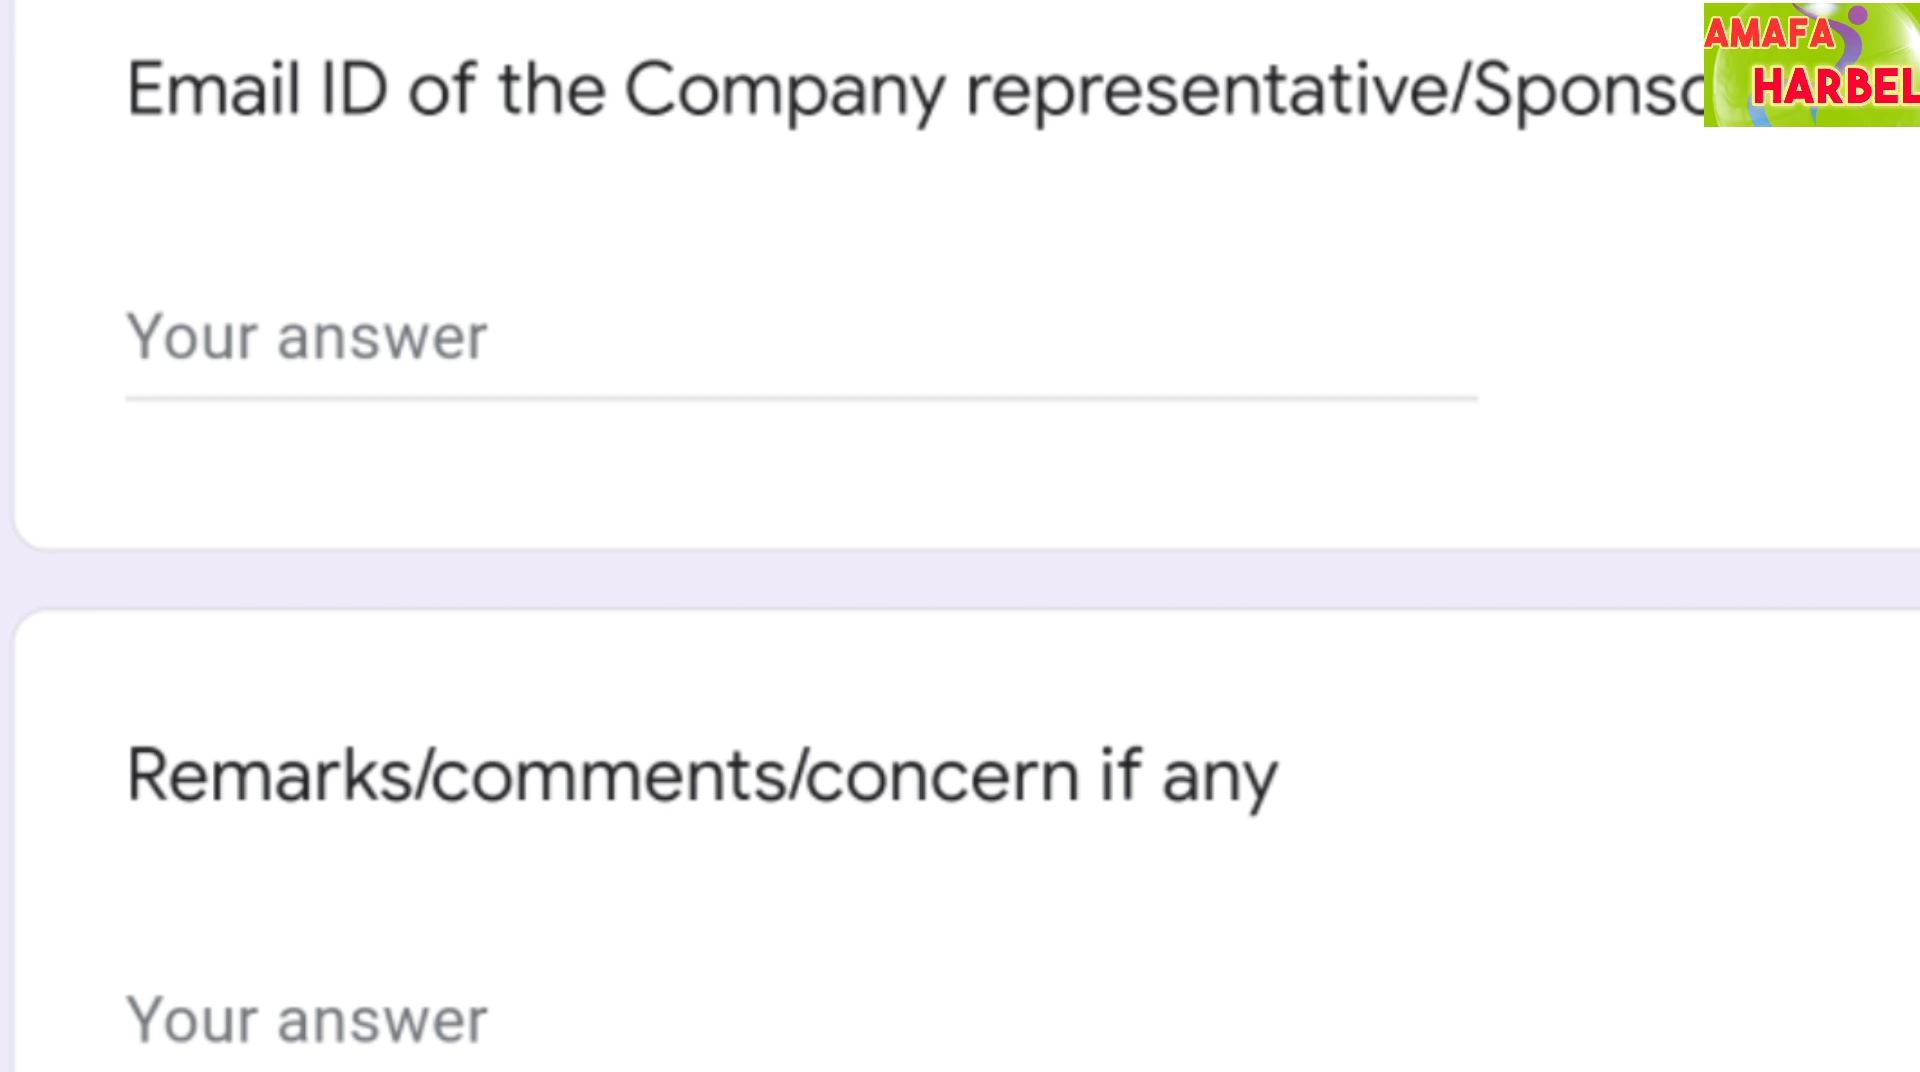 Email ID of the Company representative/Sponso
AMAFA
HARBEL
Your answer
Remarks/comments/concern if any
Your answer